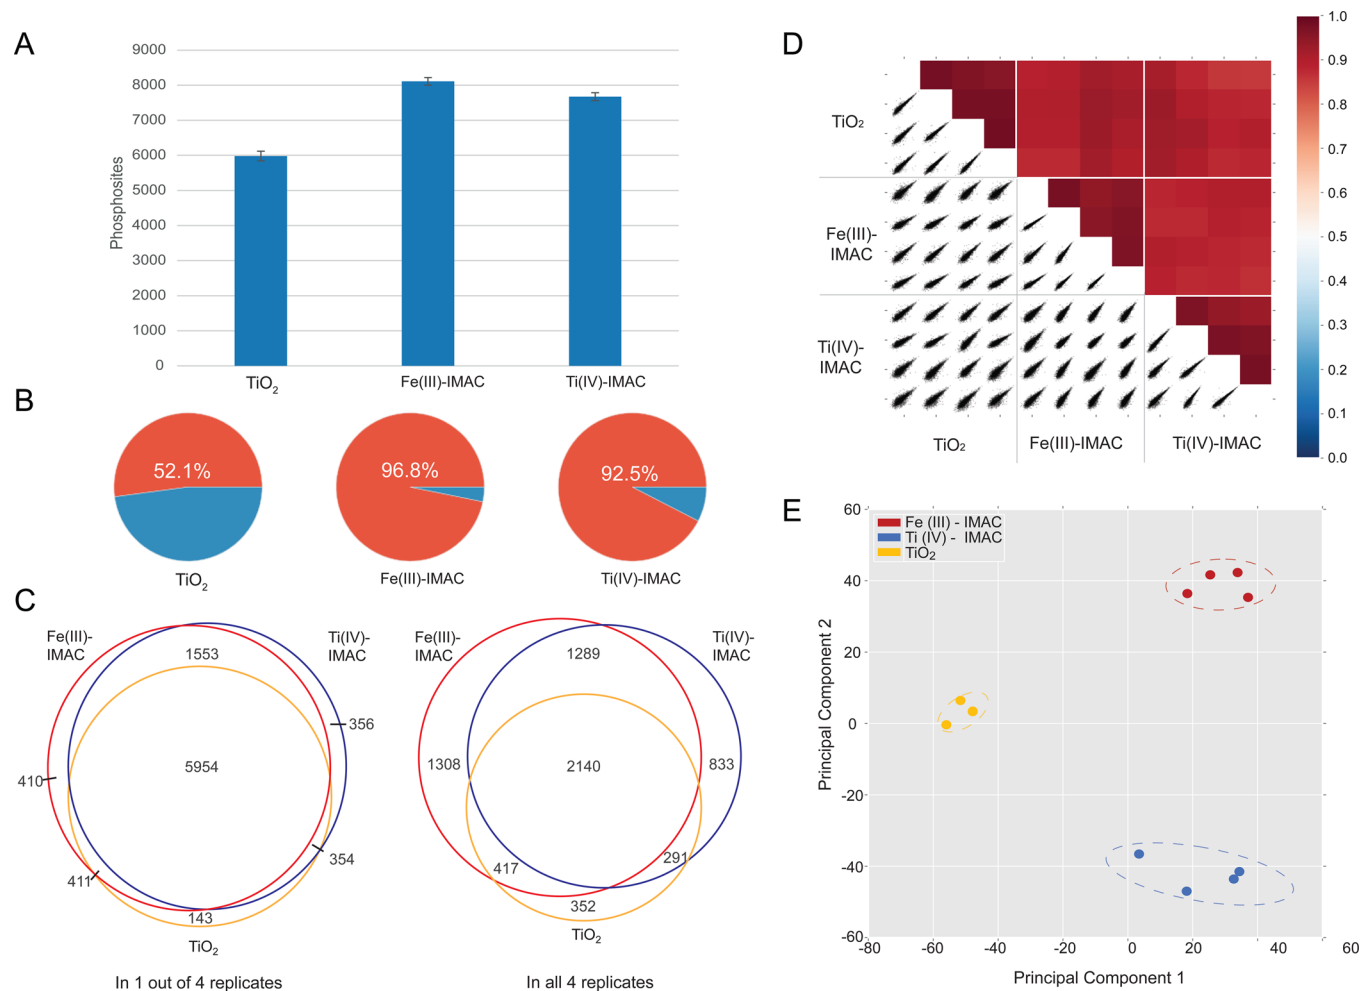 A
9000
8000
7000
6000
5000
4000
3000
2000
1000
0
Phosphosites
TiO2
Fe(III)-IMAC
Ti(IV)-IMAC
B
52.1%
96.8%
92.5%
TiO2
Fe(III)-IMAC
Ti(IV)-IMAC
C
Fe(III)-
IMAC
Ti(IV)-
IMAC
1553
356
5954
410
354
411
143
TiO2
In 1 out of 4 replicates
Fe(III)-
IMAC
Ti(IV)-
IMAC
1289
1308
2140
833
417
291
352
TiO2
In all 4 replicates
D
TiO2
Fe(III)-
IMAC
Ti(IV)-
IMAC
TiO2
Fe(III)-IMAC
Ti(IV)-IMAC
1.0
0.9
0.8
0.7
0.6
0.5
0.4
0.3
0.2
0.1
0.0
E
Fe (III) - IMAC
Ti (IV) - IMAC
TiO2
60
40
20
0
-20
-40
-60
Principal Component 2
-80
-60
-40
-20
0
20
40
60
Principal Component 1